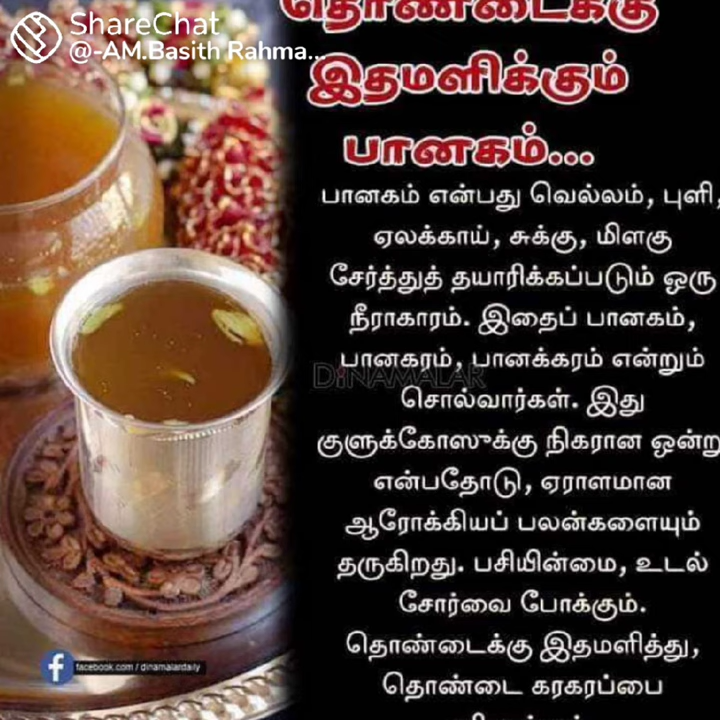 ShareChat
@-AM.Basith Rahma...
தொண்டைக்கு
இதமளிக்கும்
பானகம்...
பானகம் என்பது வெல்லம், புளி,
ஏலக்காய், சுக்கு, மிளகு
சேர்த்துத் தயாரிக்கப்படும் ஒரு
நீராகாரம். இதைப் பானகம்,
பானகரம், பானக்கரம் என்றும்
DINAMALAR
சொல்வார்கள். இது
குளுக்கோஸுக்கு நிகரான ஒன்று
என்பதோடு, ஏராளமான
ஆரோக்கியப் பலன்களையும்
தருகிறது. பசியின்மை, உடல்
சோர்வை போக்கும்.
தொண்டைக்கு இதமளித்து,
தொண்டை கரகரப்பை
facebook.com / dinamalardaily